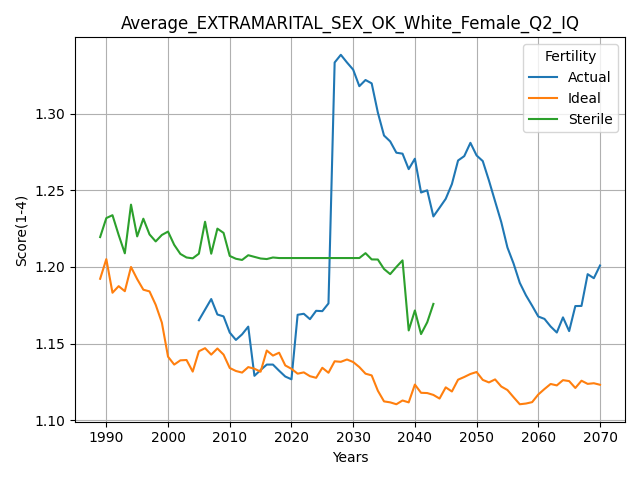 Average_EXTRAMARITAL_SEX_OK_White_Female_Q2_IQ
Fertility
Actual
Ideal
Sterile
Score(1-4)
1.30
1.25
1.20
1.15
1.10
1990 2000 2010 2020 2030 2040 2050 2060 2070
Years